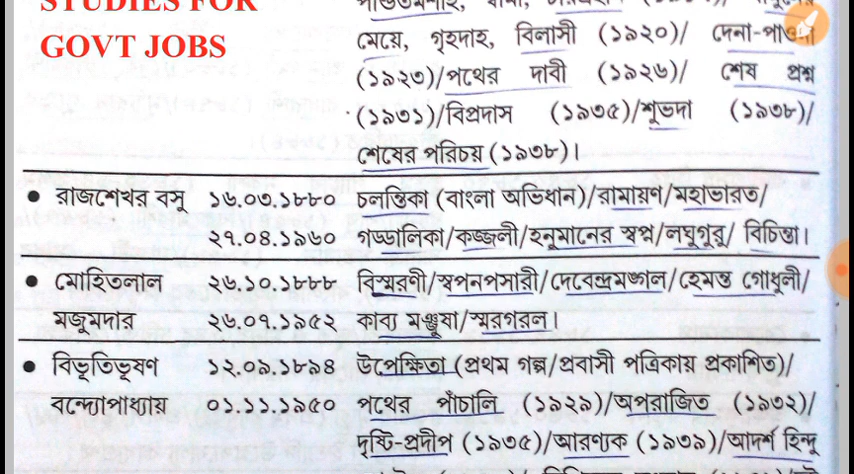 STUDIES FOR
GOVT JOBS
মেয়ে, গৃহদাহ, বিলাসী (১৯২০)/ দেনা-পাওনা
(১৯২৩)/পথের দাবী (১৯২৬)/ শেষ প্রশ্ন
(১৯৩১)/বিপ্রদাস (১৯৩৫)/শুভদা (১৯৩৮)/
শেষের পরিচয় (১৯৩৮)।
• রাজশেখর বসু ১৬.০৩.১৮৮০ চলন্তিকা (বাংলা অভিধান)/রামায়ণ/মহাভারত/
২৭.০৪.১৯৬০ গড্ডালিকা/কজ্জলী/হনুমানের স্বপ্ন/লঘুগুরু/ বিচিন্তা।
• মোহিতলাল ২৬.১০.১৮৮৮ বিস্মরণী/স্বপনপসারী/দেবেন্দ্রমঙ্গল/হেমন্ত গোধুলী/
মজুমদার ২৬.০৭.১৯৫২ কাব্য মঞ্জুষা/স্মরগরল।
• বিভূতিভূষণ ১২.০৯.১৮৯৪ উপেক্ষিতা (প্রথম গল্প/প্রবাসী পত্রিকায় প্রকাশিত)/
বন্দ্যোপাধ্যায় ০১.১১.১৯৫০ পথের পাঁচালি (১৯২৯)/অপরাজিত (১৯৩২)/
দৃষ্টি-প্রদীপ (১৯৩৫)/আরণ্যক (১৯৩৯)/আদর্শ হিন্দু